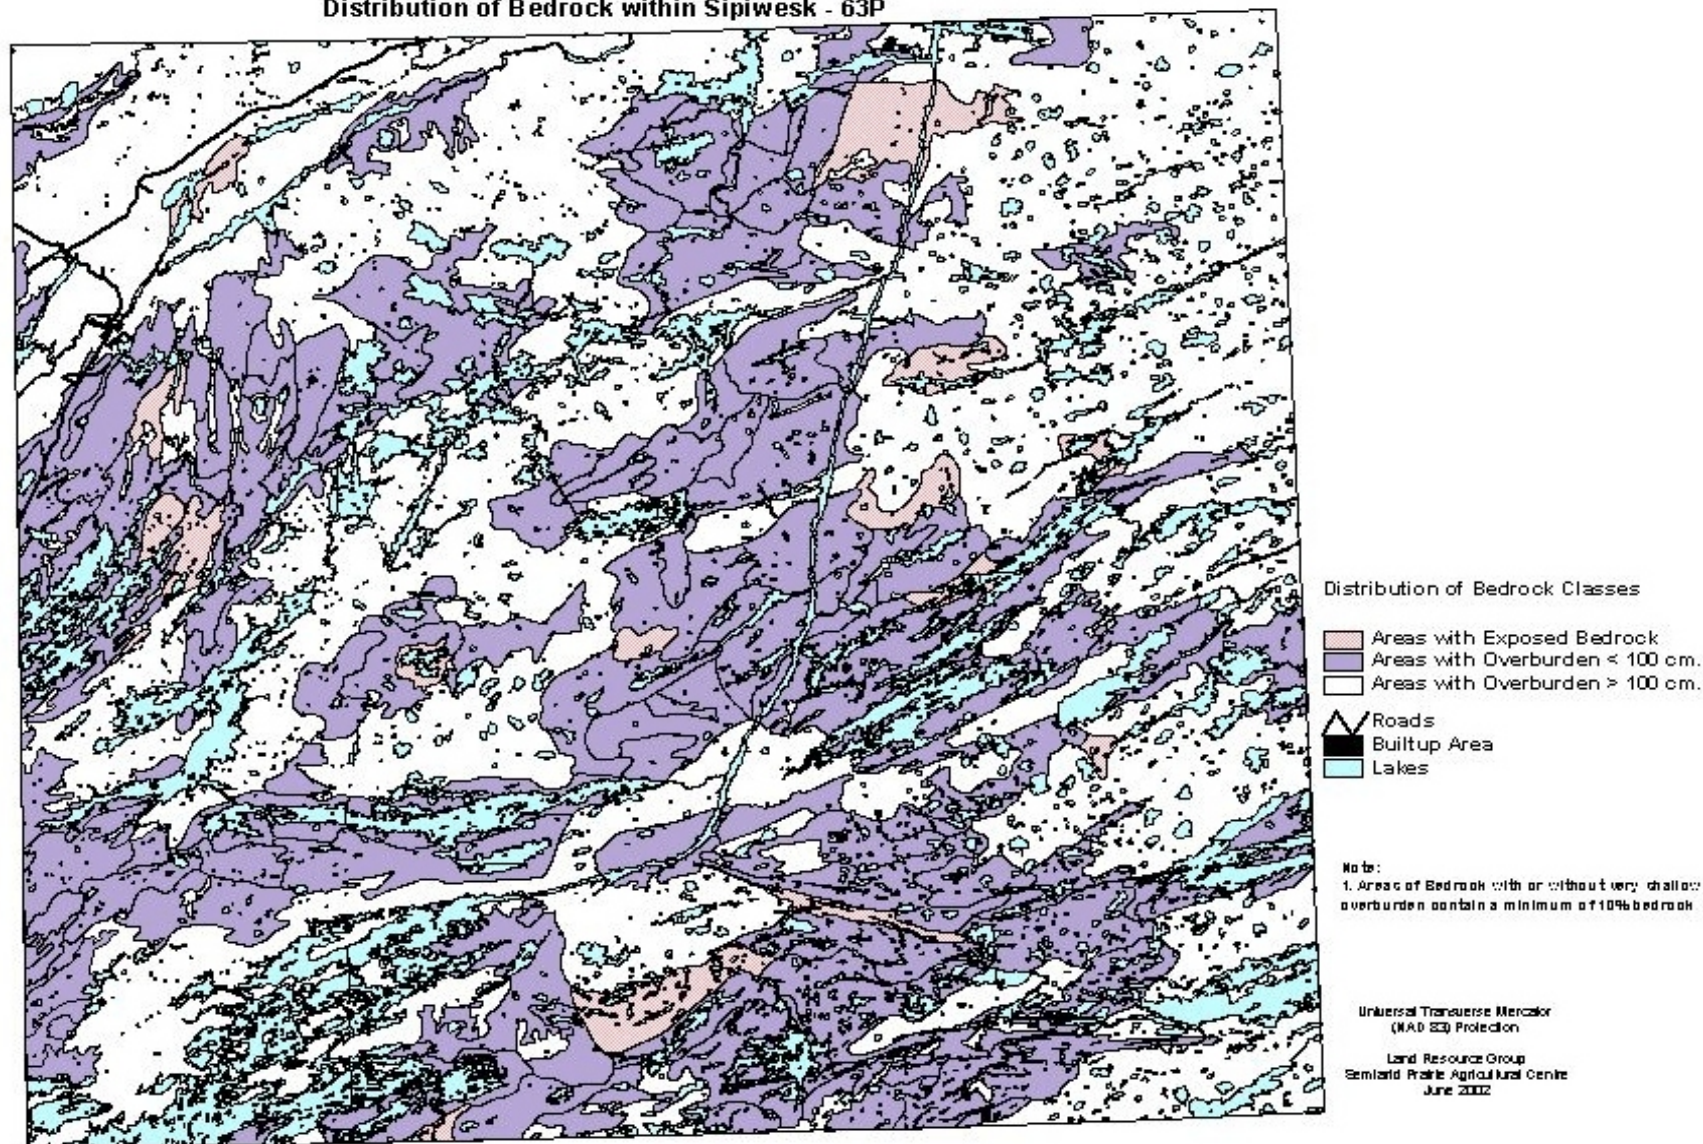 Distribution of Bedrock within Sipiwesk - 63P
Distribution of Bedrock Classes
Areas with Exposed Bedrock
Areas with Overburden < 100 cm.
Areas with Overburden > 100 cm.
Roads
Builtup Area
Lakes
Note:
1. Areas of Bedrock with or without very shallow
overburden contain a minimum of 10% bedrock
Universal Transverse Mercator
(NAD 83) Projection
Land Resource Group
Semiarid Prairie Agricultural Centre
June 2002